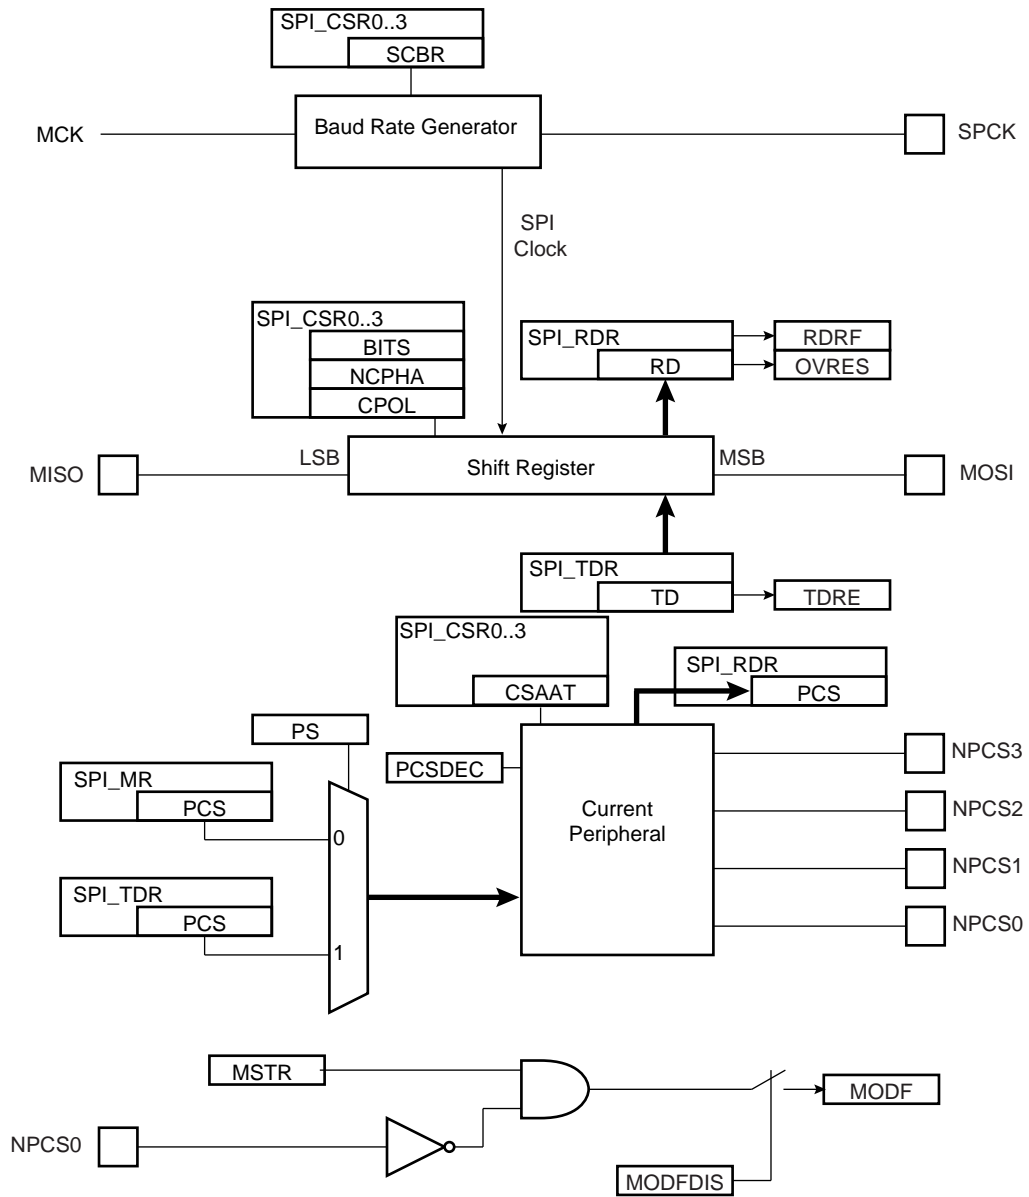 SPI_CSR0..3
SCBR
MCK
Baud Rate Generator
SPCK
SPI
Clock
SPI_CSR0..3
BITS
NCPHA
CPOL
SPI_RDR
RD
RDRF
OVRES
MISO
LSB
Shift Register
MSB
MOSI
SPI_TDR
TD
TDRE
SPI_CSR0..3
CSAAT
SPI_RDR
PCS
PS
PCSDEC
SPI_MR
PCS
0
SPI_TDR
PCS
1
Current
Peripheral
NPCS3
NPCS2
NPCS1
NPCS0
MSTR
MODF
NPCS0
MODFDIS